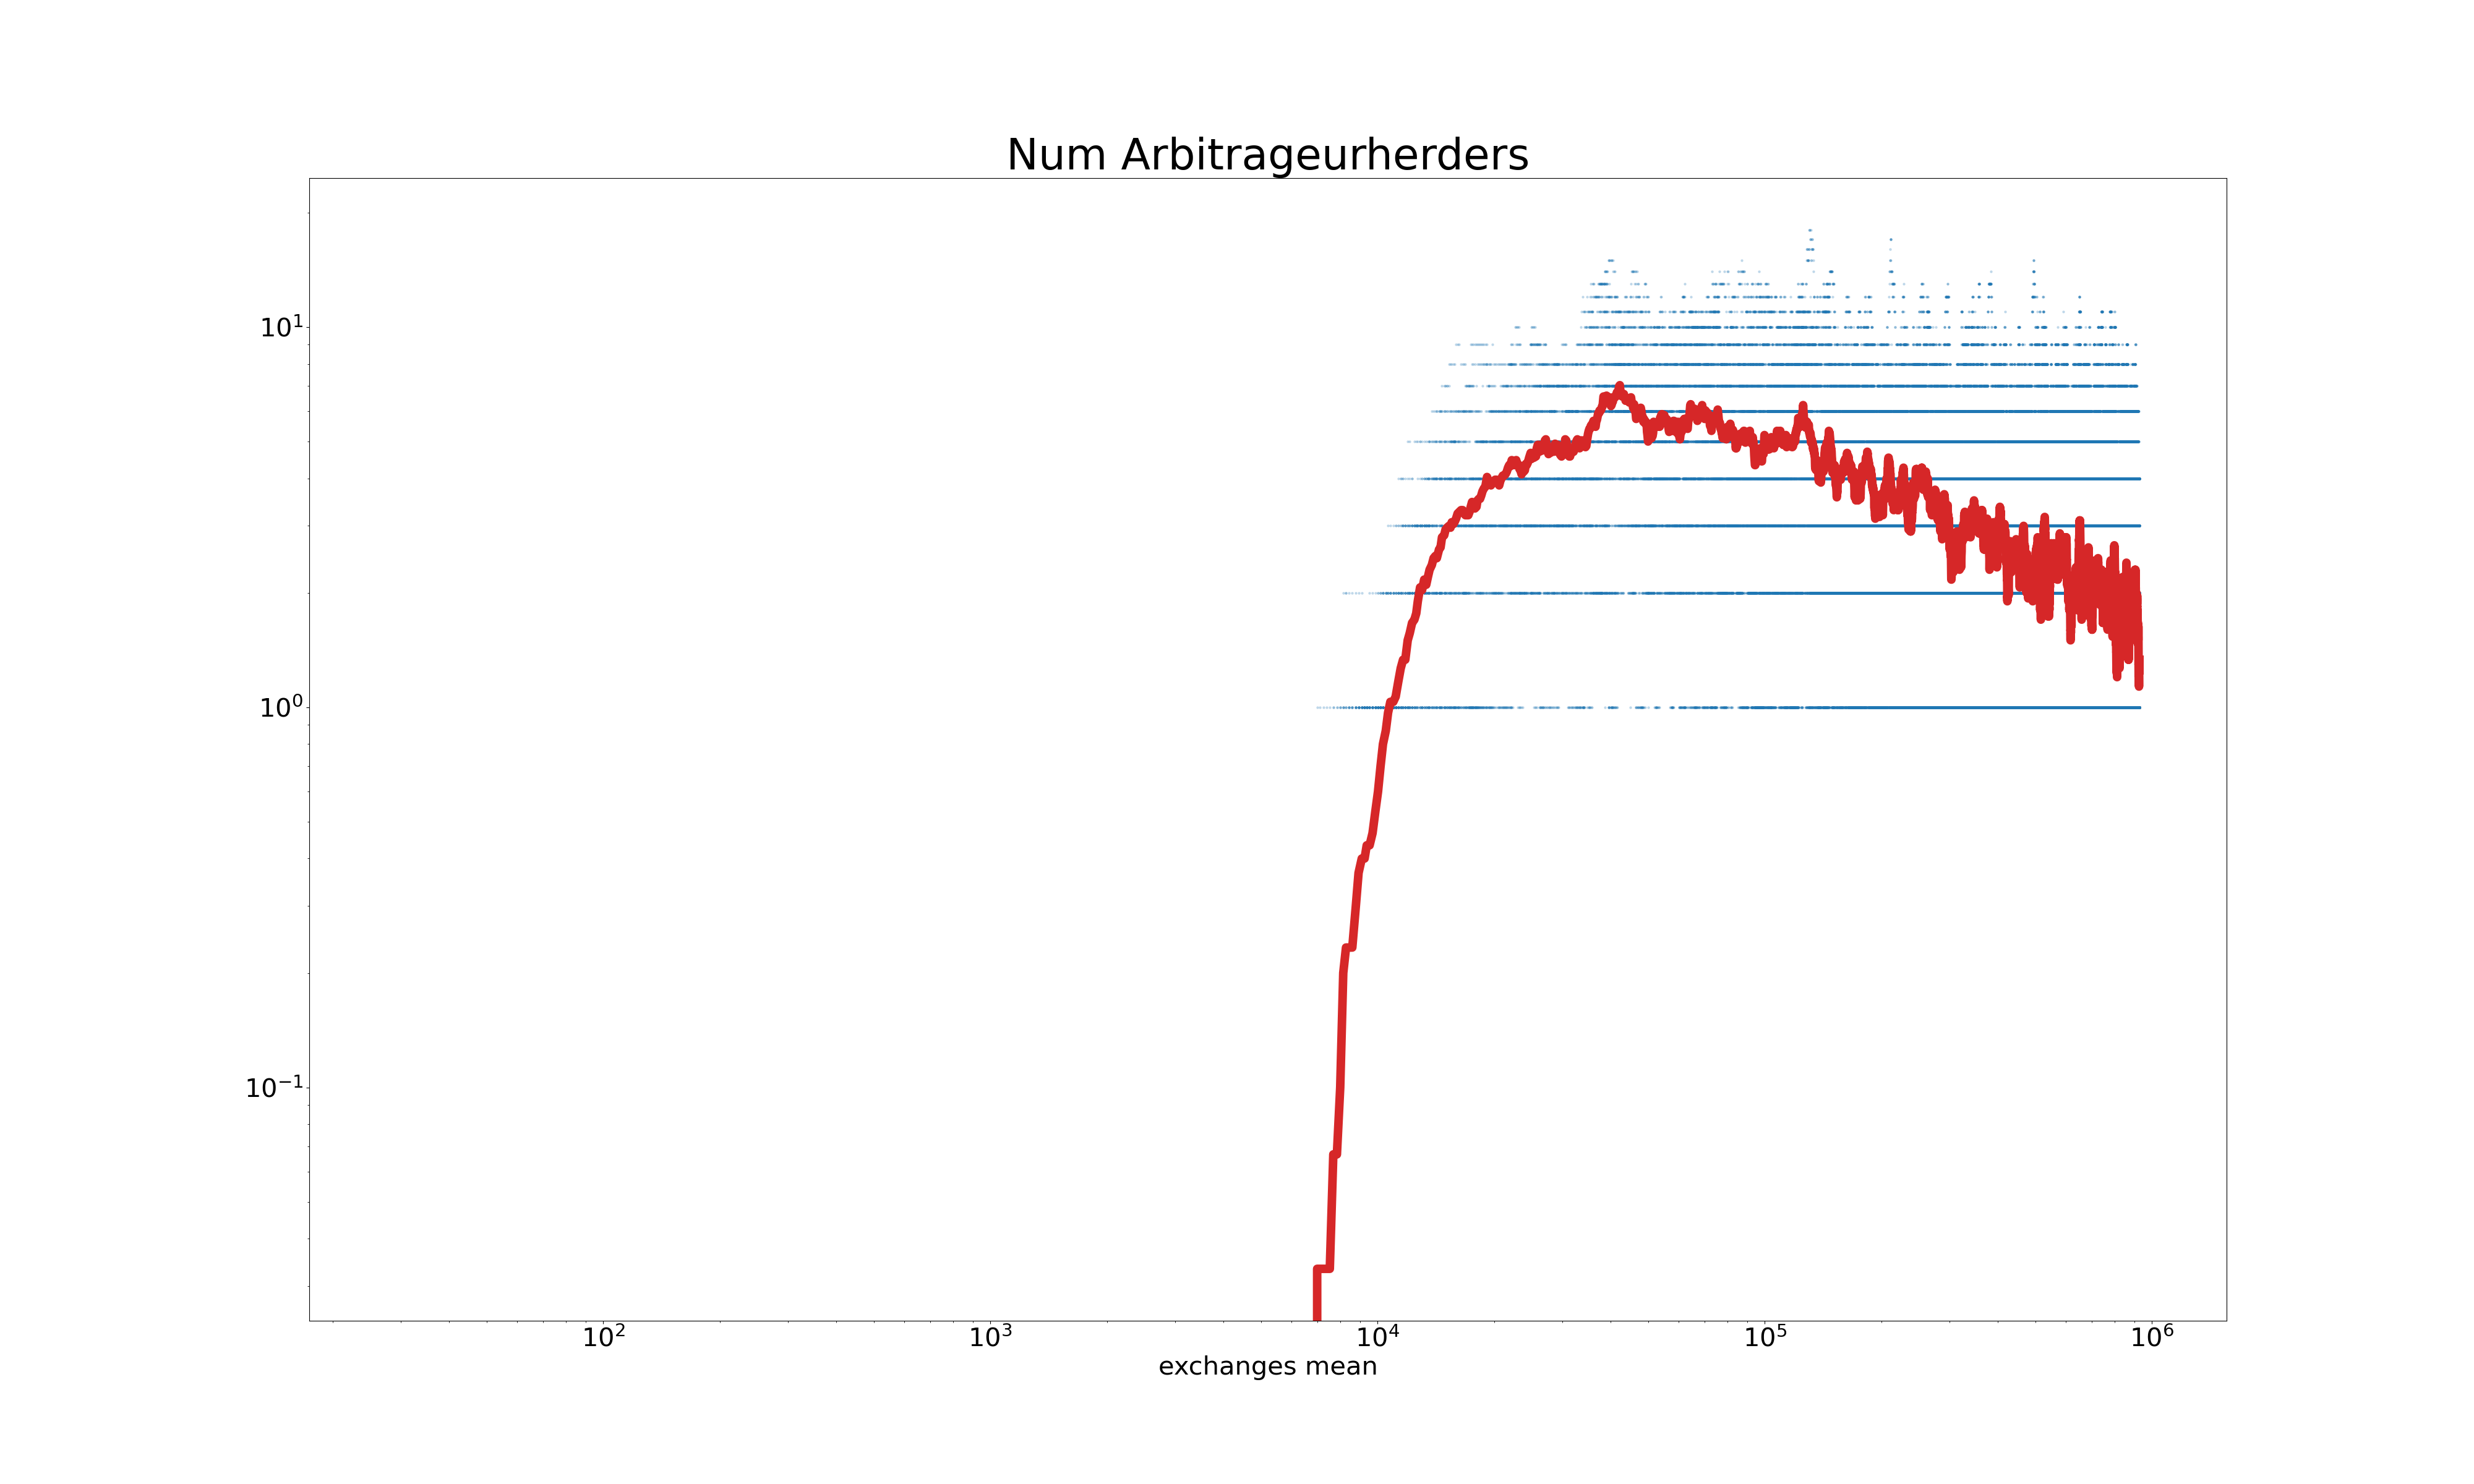 Num Arbitrageurherders
10¹
10⁰
10⁻¹
10² 10³ 10⁴ 10⁵ 10⁶
exchanges mean